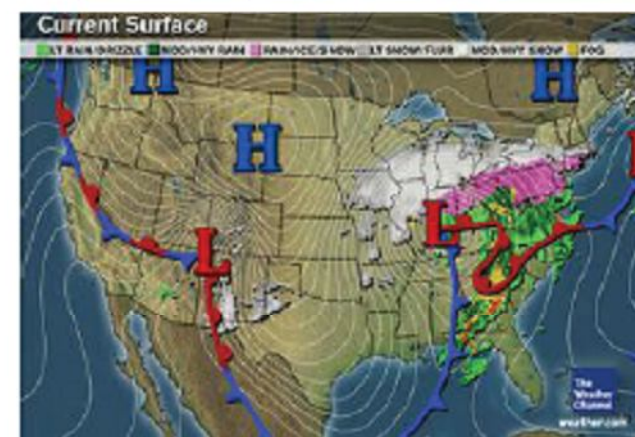 Current Surface
LT RAIN/DRIZZLE MOD/HVY RAIN RAIN/ICE/SNOW LT SNOW/FLURR MOD/HVY SNOW FOG
H H
H
L L
The
Weather
Channel
weather.com